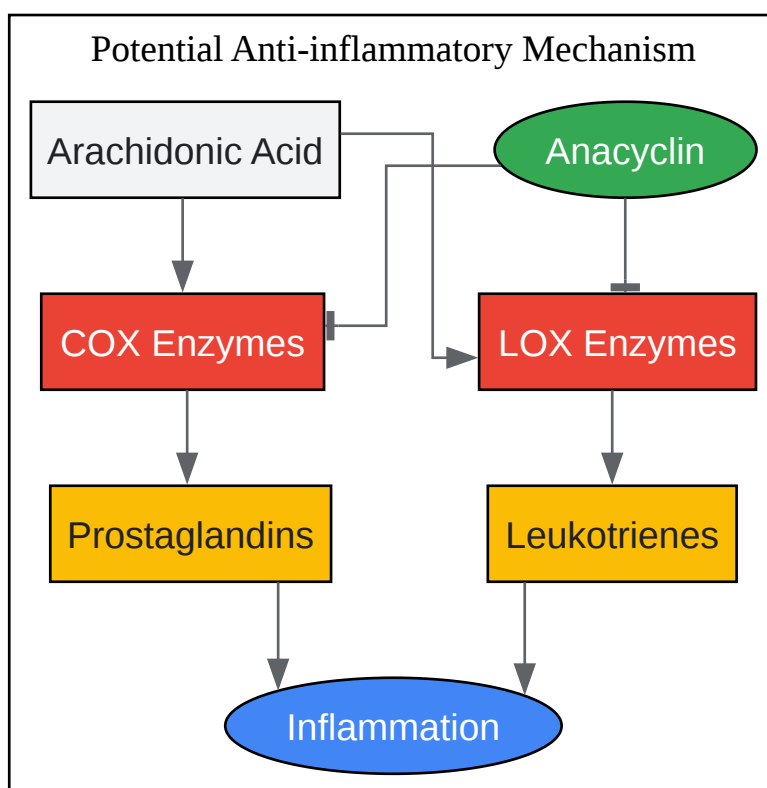 Potential Anti-inflammatory Mechanism
Arachidonic Acid
Anacyclin
COX Enzymes
LOX Enzymes
Prostaglandins
Leukotrienes
Inflammation